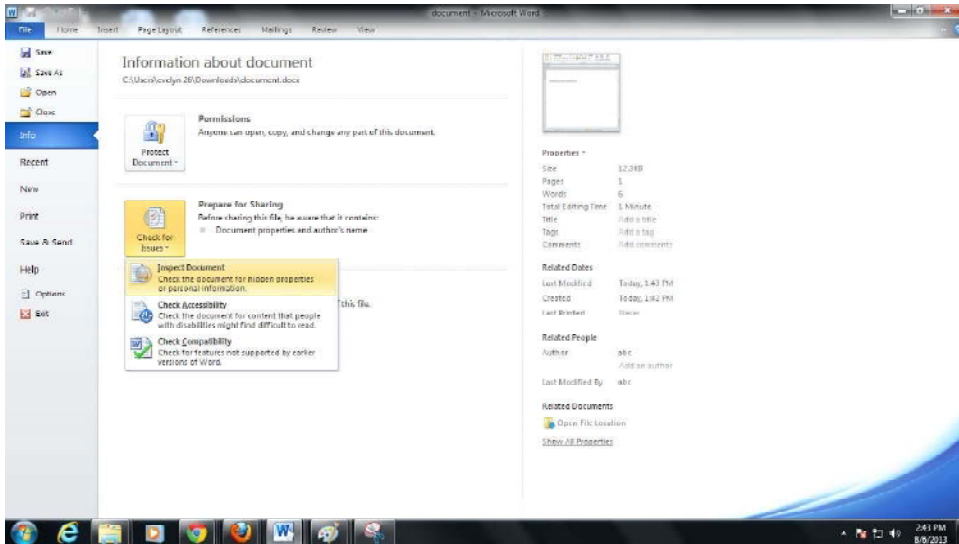 document - Microsoft Word
File Home Insert Page Layout References Mailings Review View
Save
Save As
Open
Close
Info
Recent
New
Print
Save & Send
Help
Options
Exit
Information about document
C:\Users\evelyn 26\Downloads\document.docx
Protect
Document
Permissions
Anyone can open, copy, and change any part of this document.
Check for
Issues
Prepare for Sharing
Before sharing this file, be aware that it contains:
Document properties and author's name
Inspect Document
Check the document for hidden properties
or personal information.
Check Accessibility
Check the document for content that people
with disabilities might find difficult to read.
Check Compatibility
Check for features not supported by earlier
versions of Word.
this file.
Properties
Size 12.3KB
Pages 1
Words 6
Total Editing Time 1 Minute
Title Add a title
Tags Add a tag
Comments Add comments
Related Dates
Last Modified Today, 1:43 PM
Created Today, 1:42 PM
Last Printed Never
Related People
Author abc
Add an author
Last Modified By abc
Related Documents
Open File Location
Show All Properties
2:43 PM
8/6/2013